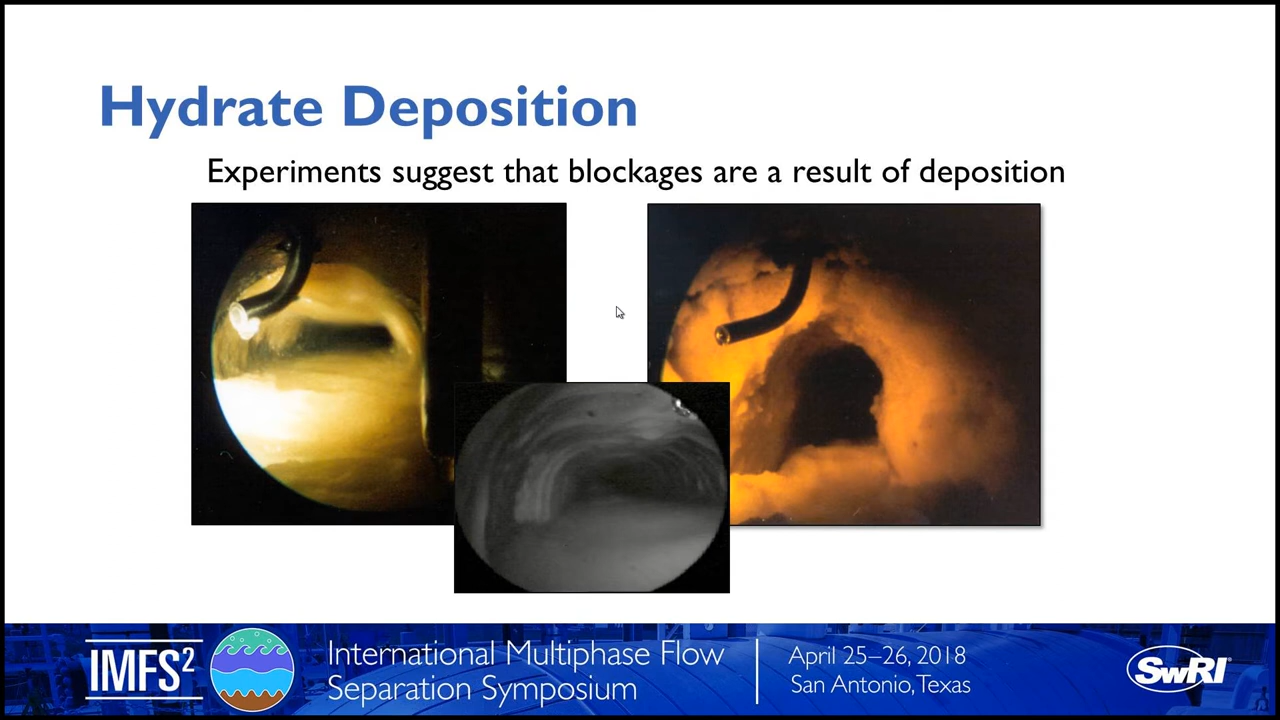 Hydrate Deposition
Experiments suggest that blockages are a result of deposition
IMFS²
International Multiphase Flow
Separation Symposium
April 25–26, 2018
San Antonio, Texas
SwRI®